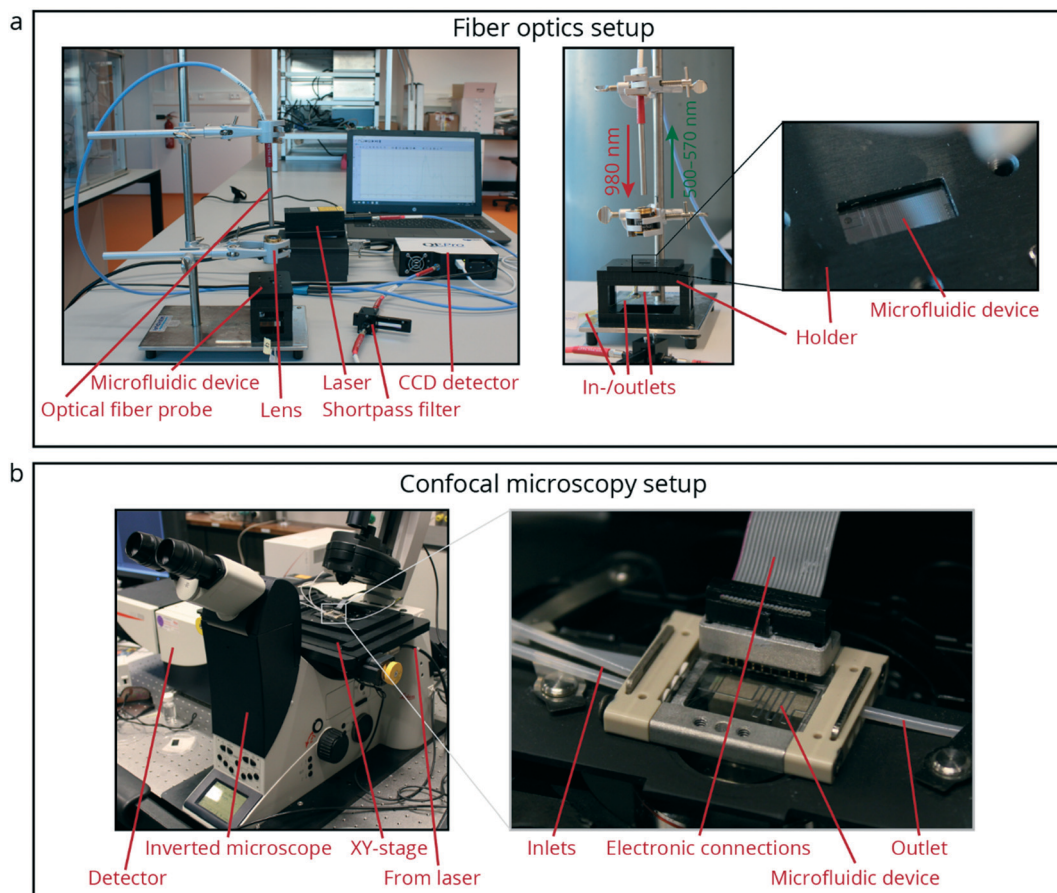 a
Fiber optics setup
980 nm
500–570 nm
QEPro
Microfluidic device
Holder
Microfluidic device
Laser
CCD detector
In-/outlets
Optical fiber probe
Lens
Shortpass filter
b
Confocal microscopy setup
Inverted microscope
XY-stage
Inlets
Electronic connections
Outlet
Detector
From laser
Microfluidic device